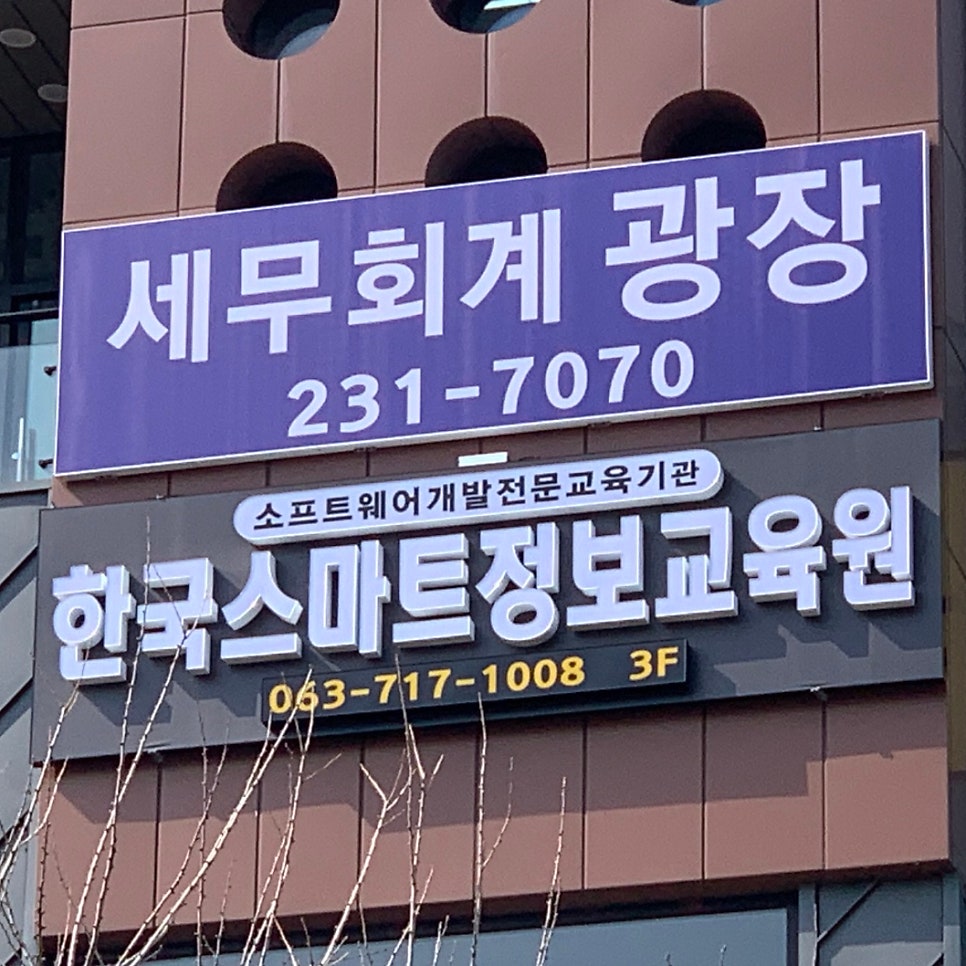 세무회계 광장
231-7070
소프트웨어개발전문교육기관
한국스마트정보교육원
063-717-1008 3F